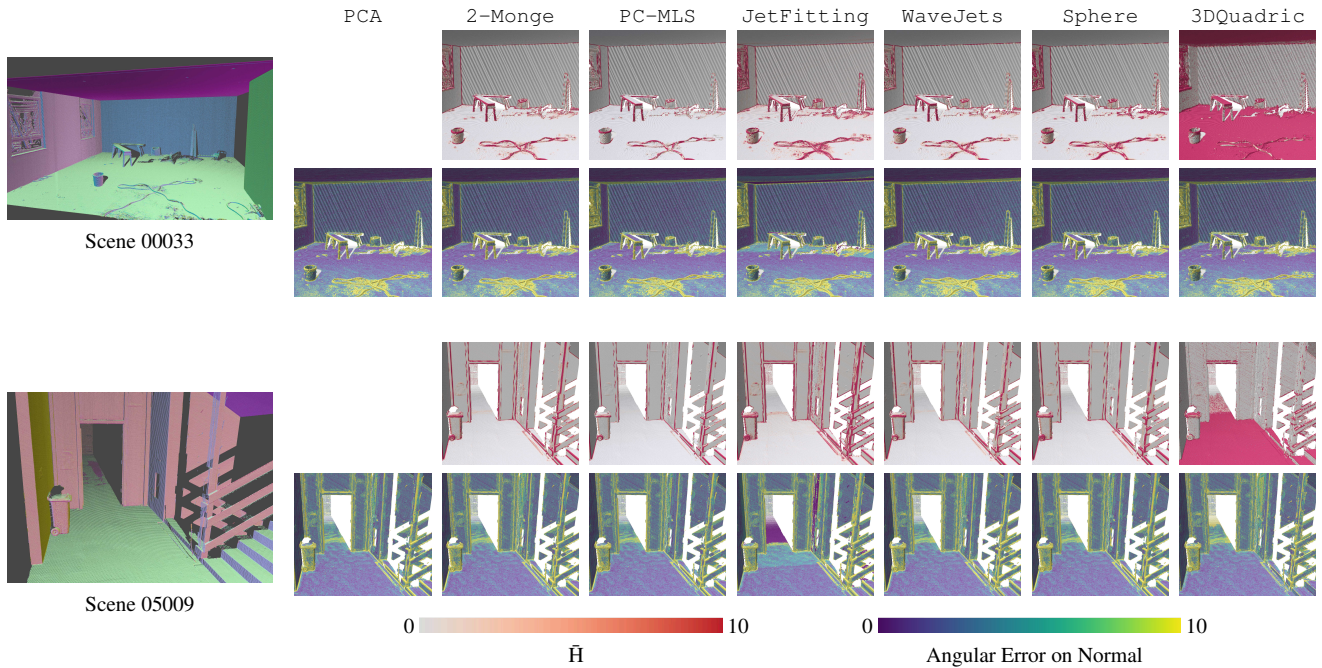 PCA 2-Monge PC-MLS JetFitting WaveJets Sphere 3DQuadric
Scene 00033
Scene 05009
0 10 0 10
H̄ Angular Error on Normal